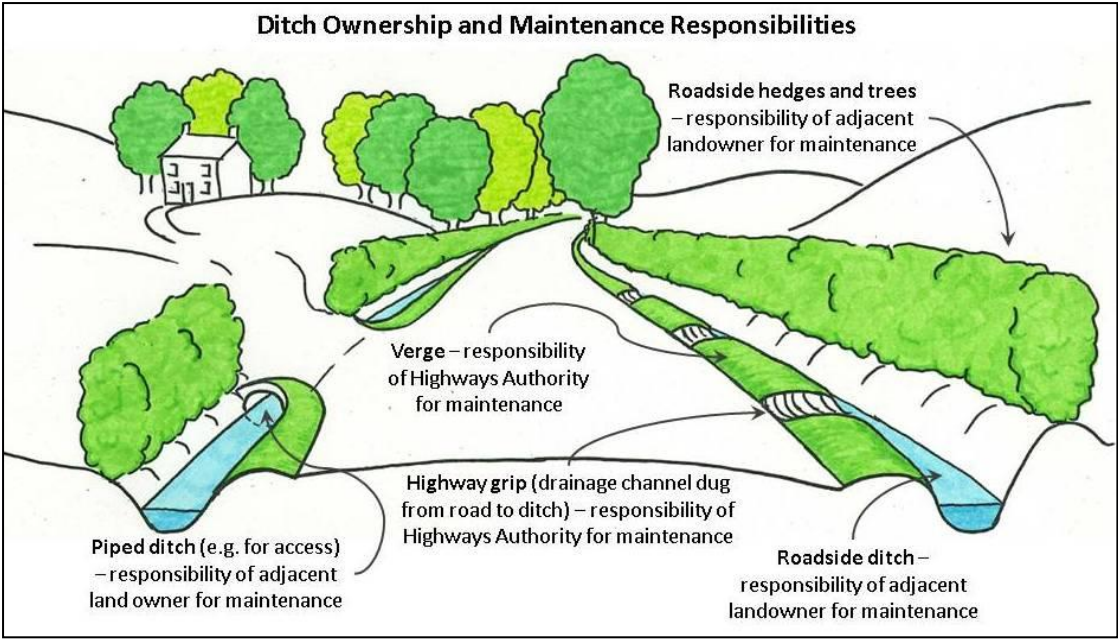 Ditch Ownership and Maintenance Responsibilities
Roadside hedges and trees
– responsibility of adjacent
landowner for maintenance
Verge – responsibility
of Highways Authority
for maintenance
Highway grip (drainage channel dug
from road to ditch) – responsibility of
Highways Authority for maintenance
Piped ditch (e.g. for access)
– responsibility of adjacent
land owner for maintenance
Roadside ditch –
responsibility of adjacent
landowner for maintenance